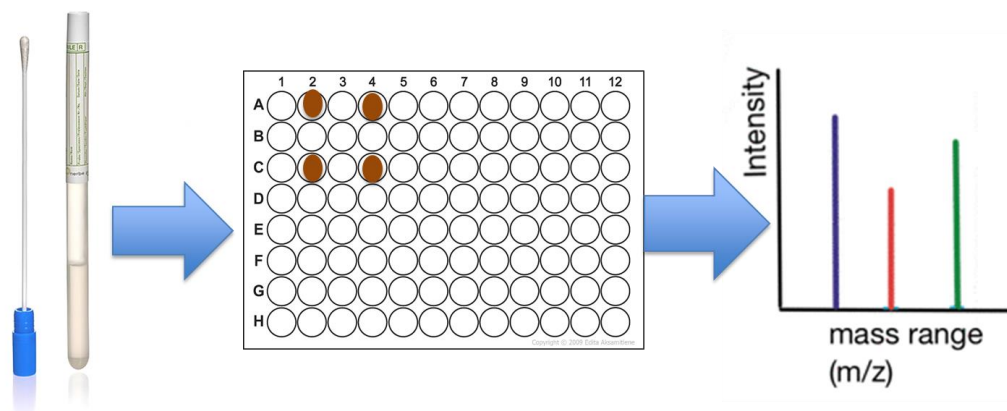 1 2 3 4 5 6 7 8 9 10 11 12
A
B
C
D
E
F
G
H
Copyright © 2009 Edita Aksamitiene
Intensity
mass range
(m/z)